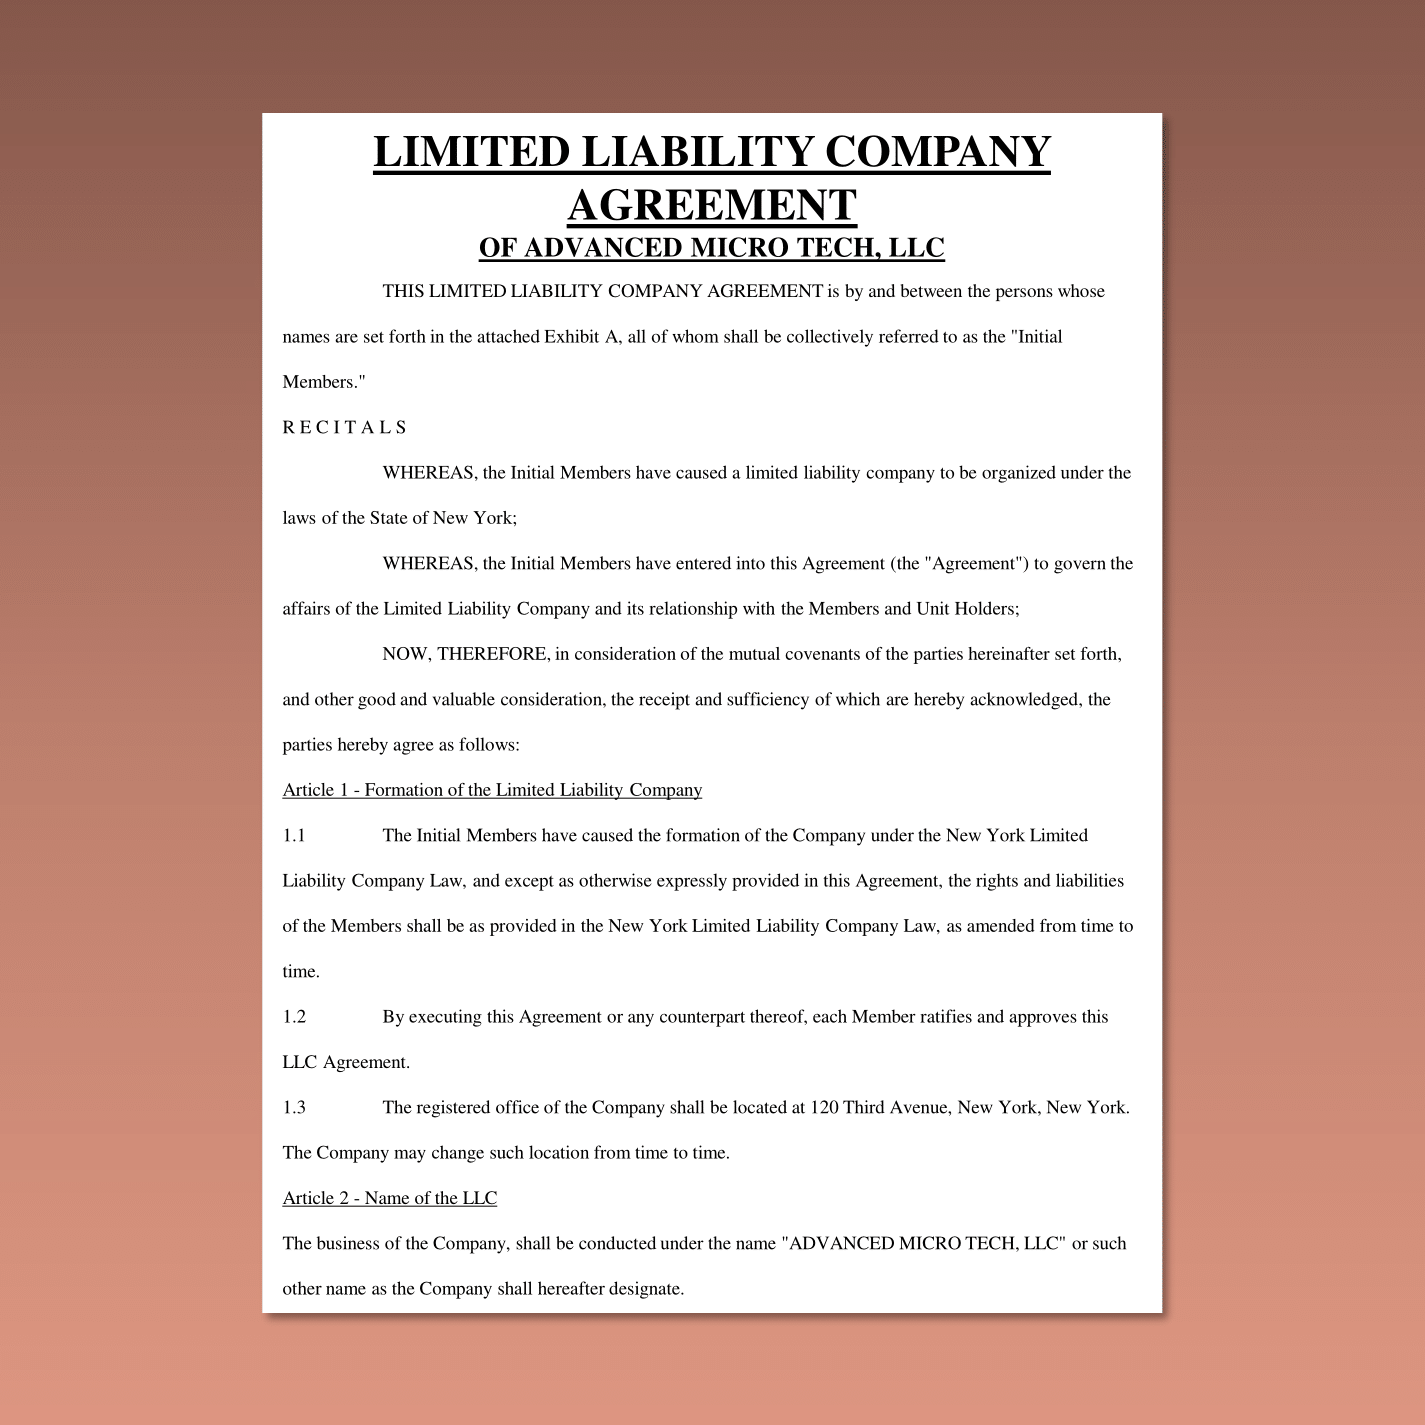 LIMITED LIABILITY COMPANY
AGREEMENT
OF ADVANCED MICRO TECH, LLC
THIS LIMITED LIABILITY COMPANY AGREEMENT is by and between the persons whose
names are set forth in the attached Exhibit A, all of whom shall be collectively referred to as the "Initial
Members."
R E C I T A L S
WHEREAS, the Initial Members have caused a limited liability company to be organized under the
laws of the State of New York;
WHEREAS, the Initial Members have entered into this Agreement (the "Agreement") to govern the
affairs of the Limited Liability Company and its relationship with the Members and Unit Holders;
NOW, THEREFORE, in consideration of the mutual covenants of the parties hereinafter set forth,
and other good and valuable consideration, the receipt and sufficiency of which are hereby acknowledged, the
parties hereby agree as follows:
Article 1 - Formation of the Limited Liability Company
1.1 The Initial Members have caused the formation of the Company under the New York Limited
Liability Company Law, and except as otherwise expressly provided in this Agreement, the rights and liabilities
of the Members shall be as provided in the New York Limited Liability Company Law, as amended from time to
time.
1.2 By executing this Agreement or any counterpart thereof, each Member ratifies and approves this
LLC Agreement.
1.3 The registered office of the Company shall be located at 120 Third Avenue, New York, New York.
The Company may change such location from time to time.
Article 2 - Name of the LLC
The business of the Company, shall be conducted under the name "ADVANCED MICRO TECH, LLC" or such
other name as the Company shall hereafter designate.